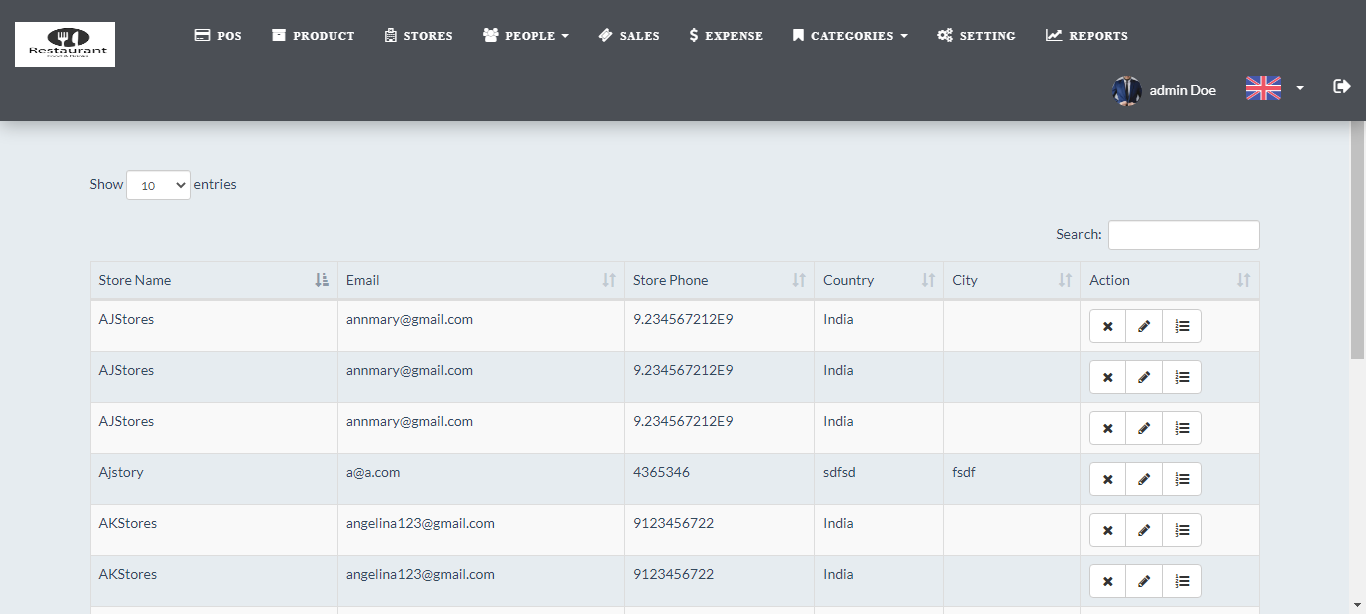 Restaurant
POS PRODUCT STORES PEOPLE SALES EXPENSE CATEGORIES SETTING REPORTS
admin Doe
Show 10 entries
Search:
Store Name Email Store Phone Country City Action
AJStores annmary@gmail.com 9.234567212E9 India
AJStores annmary@gmail.com 9.234567212E9 India
AJStores annmary@gmail.com 9.234567212E9 India
Ajstory a@a.com 4365346 sdfsd fsdf
AKStores angelina123@gmail.com 9123456722 India
AKStores angelina123@gmail.com 9123456722 India